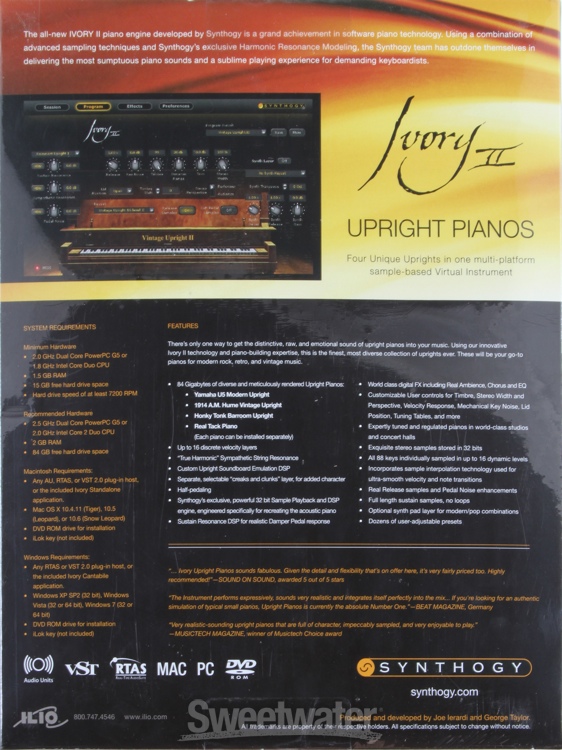 The all-new IVORY II piano engine developed by Synthogy is a grand achievement in software piano technology. Using a combination of
advanced sampling techniques and Synthogy's exclusive Harmonic Resonance Modeling, the Synthogy team has outdone themselves in
delivering the most sumptuous piano sounds and a sublime playing experience for demanding keyboardists.
Session Program Effects Preferences SYNTHOGY
Ivory II
Vintage Upright II
Ivory II
UPRIGHT PIANOS
Four Unique Uprights in one multi-platform
sample-based Virtual Instrument
SYSTEM REQUIREMENTS
Minimum Hardware
• 2.0 GHz Dual Core PowerPC G5 or
1.8 GHz Intel Core Duo CPU
• 1.5 GB RAM
• 15 GB free hard drive space
• Hard drive speed of at least 7200 RPM
Recommended Hardware
• 2.5 GHz Dual Core PowerPC G5 or
2.0 GHz Intel Core 2 Duo CPU
• 2 GB RAM
• 84 GB free hard drive space
Macintosh Requirements:
• Any AU, RTAS, or VST 2.0 plug-in host,
or the included Ivory Standalone
application.
• Mac OS X 10.4.11 (Tiger), 10.5
(Leopard), or 10.6 (Snow Leopard)
• DVD ROM drive for installation
• iLok key (not included)
Windows Requirements:
• Any RTAS or VST 2.0 plug-in host, or
the included Ivory Cantabile
application.
• Windows XP SP2 (32 bit), Windows
Vista (32 or 64 bit), Windows 7 (32 or
64 bit)
• DVD ROM drive for installation
• iLok key (not included)
FEATURES
There's only one way to get the distinctive, raw, and emotional sound of upright pianos into your music. Using our innovative
Ivory II technology and piano-building expertise, this is the finest, most diverse collection of uprights ever. These will be your go-to
pianos for modern rock, retro, and vintage music.
• 84 Gigabytes of diverse and meticulously rendered Upright Pianos:
• Yamaha U5 Modern Upright
• 1914 A.M. Hume Vintage Upright
• Honky Tonk Barroom Upright
• Real Tack Piano
(Each piano can be installed separately)
• Up to 16 discrete velocity layers
• "True Harmonic" Sympathetic String Resonance
• Custom Upright Soundboard Emulation DSP
• Separate, selectable "creaks and clunks" layer, for added character
• Half-pedaling
• Synthogy's exclusive, powerful 32 bit Sample Playback and DSP
engine, engineered specifically for recreating the acoustic piano
• Sustain Resonance DSP for realistic Damper Pedal response
• World class digital FX including Real Ambience, Chorus and EQ
• Customizable User controls for Timbre, Stereo Width and
Perspective, Velocity Response, Mechanical Key Noise, Lid
Position, Tuning Tables, and more
• Expertly tuned and regulated pianos in world-class studios
and concert halls
• Exquisite stereo samples stored in 32 bits
• All 88 keys individually sampled in up to 16 dynamic levels
• Incorporates sample interpolation technology used for
ultra-smooth velocity and note transitions
• Real Release Samples and Pedal Noise enhancements
• Full length sustain samples, no loops
• Optional synth pad layer for modern/pop combinations
• Dozens of user-adjustable presets
"… Ivory Upright Pianos sounds fabulous. Given the detail and flexibility that's on offer here, it's very fairly priced too. Highly
recommended!"—SOUND ON SOUND, awarded 5 out of 5 stars
"The Instrument performs expressively, sounds very realistic and integrates itself perfectly into the mix... If you're looking for an authentic
simulation of typical small pianos, Upright Pianos is currently the absolute Number One."—BEAT MAGAZINE, Germany
"Very realistic-sounding upright pianos that are full of character, impeccably sampled, and very enjoyable to play."
—MUSICTECH MAGAZINE, winner of Musictech Choice award
Audio Units VST RTAS MAC PC DVD ROM
SYNTHOGY
synthogy.com
ILIO 800.747.4546 www.ilio.com
Sweetwater
Produced and developed by Joe Ierardi and George Taylor.
All trademarks are property of their respective holders. All specifications subject to change without notice.